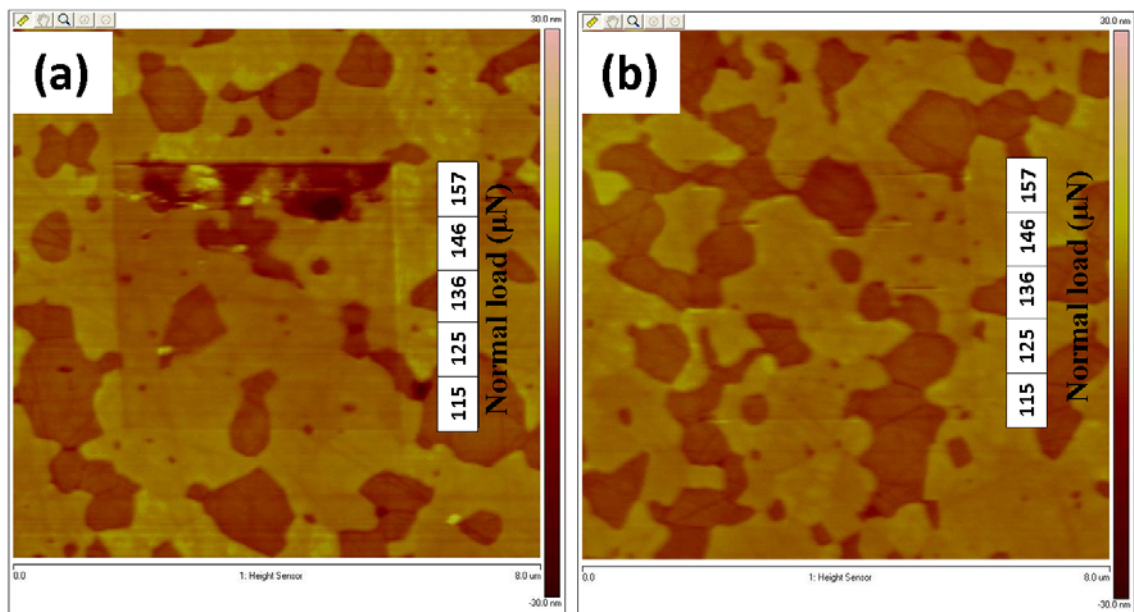 30.0 nm
(a)
157
146
136
125
115
Normal load (µN)
0.0
1: Height Sensor
8.0 um
-30.0 nm
30.0 nm
(b)
157
146
136
125
115
Normal load (µN)
0.0
1: Height Sensor
8.0 um
-30.0 nm